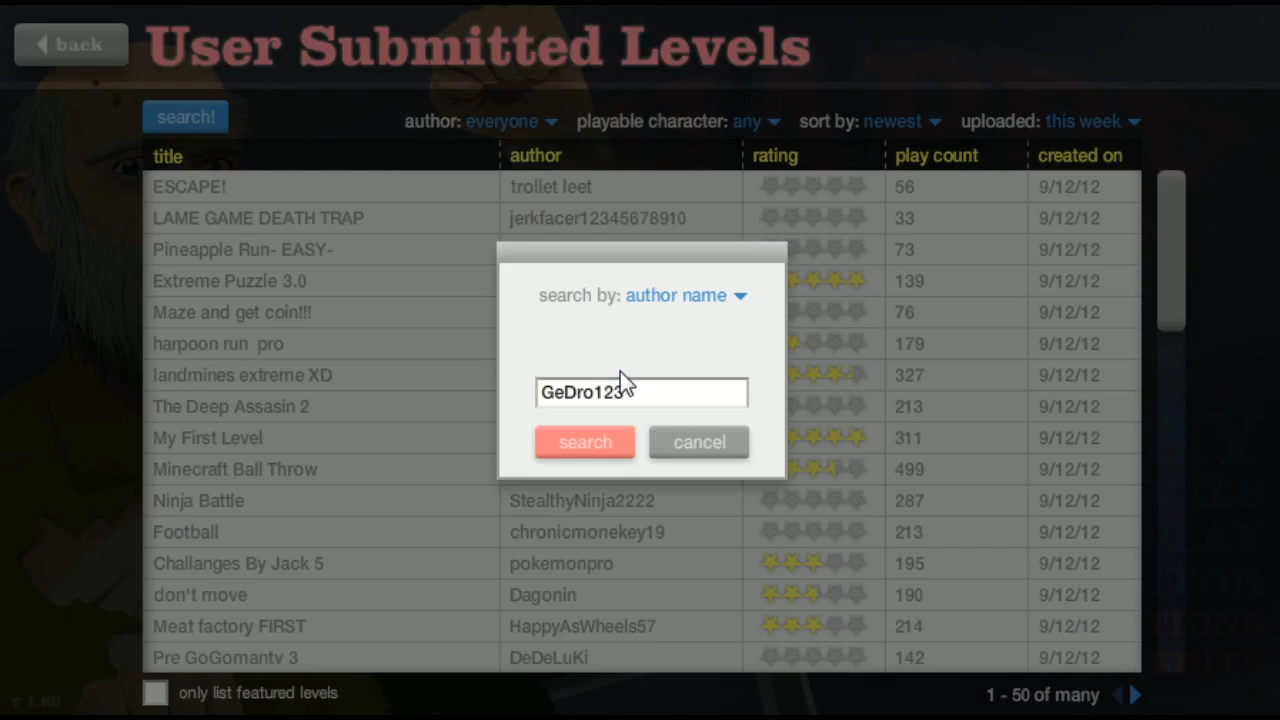 back
User Submitted Levels
search!
author: everyone playable character: any sort by: newest uploaded: this week
title author rating play count created on
ESCAPE! trollet leet 56 9/12/12
LAME GAME DEATH TRAP jerkfacer12345678910 33 9/12/12
Pineapple Run- EASY- 73 9/12/12
Extreme Puzzle 3.0 139 9/12/12
Maze and get coin!!! 76 9/12/12
harpoon run pro 179 9/12/12
landmines extreme XD 327 9/12/12
The Deep Assasin 2 213 9/12/12
My First Level 311 9/12/12
Minecraft Ball Throw 499 9/12/12
Ninja Battle StealthyNinja2222 287 9/12/12
Football chronicmonekey19 213 9/12/12
Challanges By Jack 5 pokemonpro 195 9/12/12
don't move Dagonin 190 9/12/12
Meat factory FIRST HappyAsWheels57 214 9/12/12
Pre GoGomantv 3 DeDeLuKi 142 9/12/12
search by: author name
GeDro123
search cancel
only list featured levels
1 - 50 of many
v 1.69